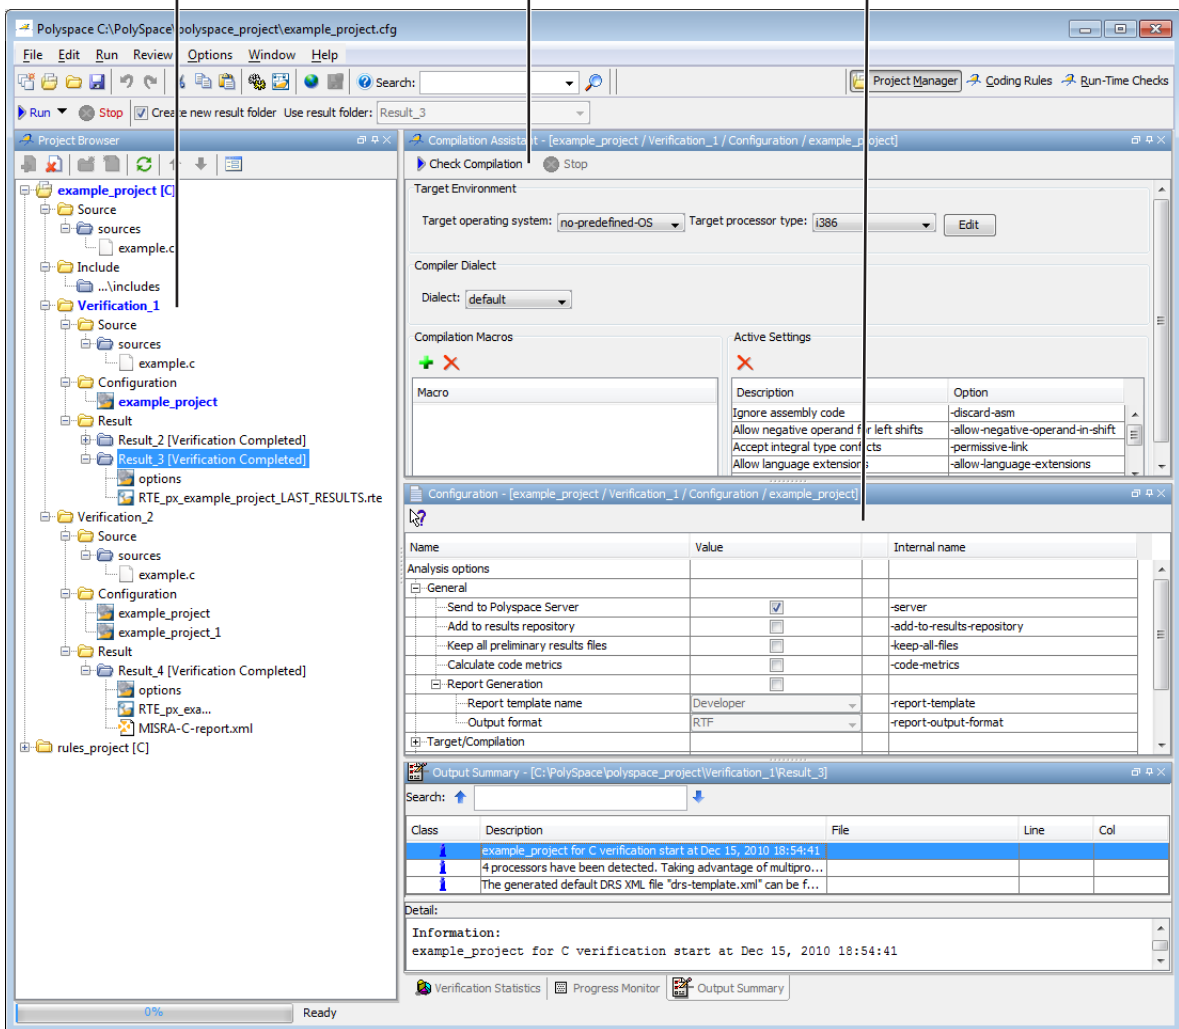 Polyspace C:\PolySpace\polyspace_project\example_project.cfg
File Edit Run Review Options Window Help
Search:
Project Manager Coding Rules Run-Time Checks
Run Stop Create new result folder Use result folder: Result_3
Project Browser
example_project [C]
Source
sources
example.c
Include
...\includes
Verification_1
Source
sources
example.c
Configuration
example_project
Result
Result_2 [Verification Completed]
Result_3 [Verification Completed]
options
RTE_px_example_project_LAST_RESULTS.rte
Verification_2
Source
sources
example.c
Configuration
example_project
example_project_1
Result
Result_4 [Verification Completed]
options
RTE_px_exa...
MISRA-C-report.xml
rules_project [C]
Compilation Assistant - [example_project / Verification_1 / Configuration / example_project]
Check Compilation Stop
Target Environment
Target operating system: no-predefined-OS Target processor type: i386 Edit
Compiler Dialect
Dialect: default
Compilation Macros
Macro
Active Settings
Description Option
Ignore assembly code -discard-asm
Allow negative operand for left shifts -allow-negative-operand-in-shift
Accept integral type conflicts -permissive-link
Allow language extensions -allow-language-extensions
Configuration - [example_project / Verification_1 / Configuration / example_project]
Name Value Internal name
Analysis options
General
Send to Polyspace Server -server
Add to results repository -add-to-results-repository
Keep all preliminary results files -keep-all-files
Calculate code metrics -code-metrics
Report Generation
Report template name Developer -report-template
Output format RTF -report-output-format
Target/Compilation
Output Summary - [C:\PolySpace\polyspace_project\Verification_1\Result_3]
Search:
Class Description File Line Col
example_project for C verification start at Dec 15, 2010 18:54:41
4 processors have been detected. Taking advantage of multipro...
The generated default DRS XML file "drs-template.xml" can be f...
Detail:
Information:
example_project for C verification start at Dec 15, 2010 18:54:41
Verification Statistics Progress Monitor Output Summary
0% Ready